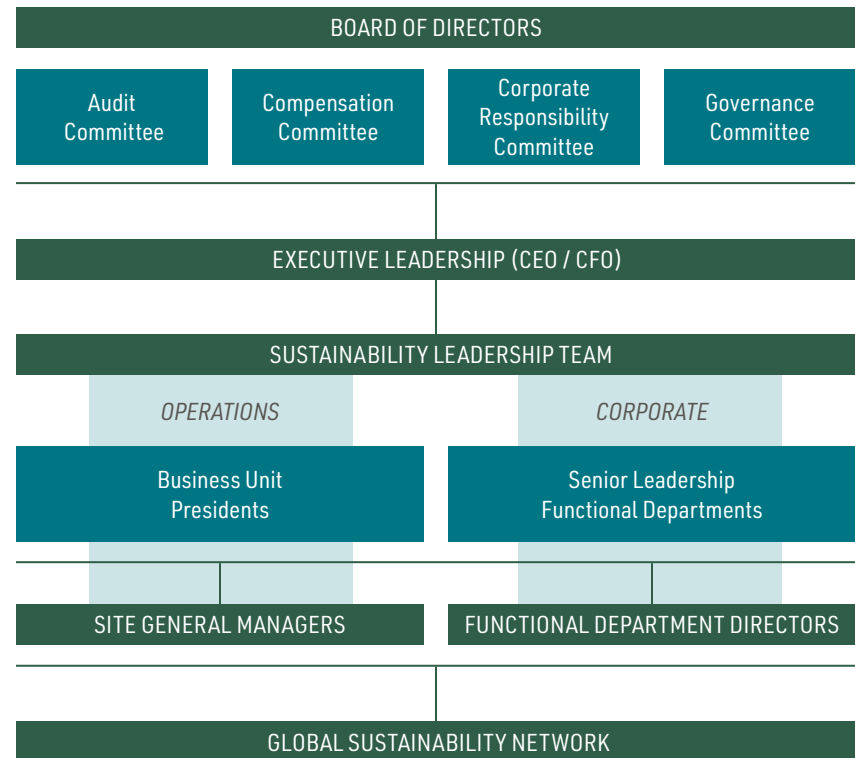 BOARD OF DIRECTORS
Audit
Committee
Compensation
Committee
Corporate
Responsibility
Committee
Governance
Committee
EXECUTIVE LEADERSHIP (CEO / CFO)
SUSTAINABILITY LEADERSHIP TEAM
OPERATIONS
CORPORATE
Business Unit
Presidents
Senior Leadership
Functional Departments
SITE GENERAL MANAGERS
FUNCTIONAL DEPARTMENT DIRECTORS
GLOBAL SUSTAINABILITY NETWORK